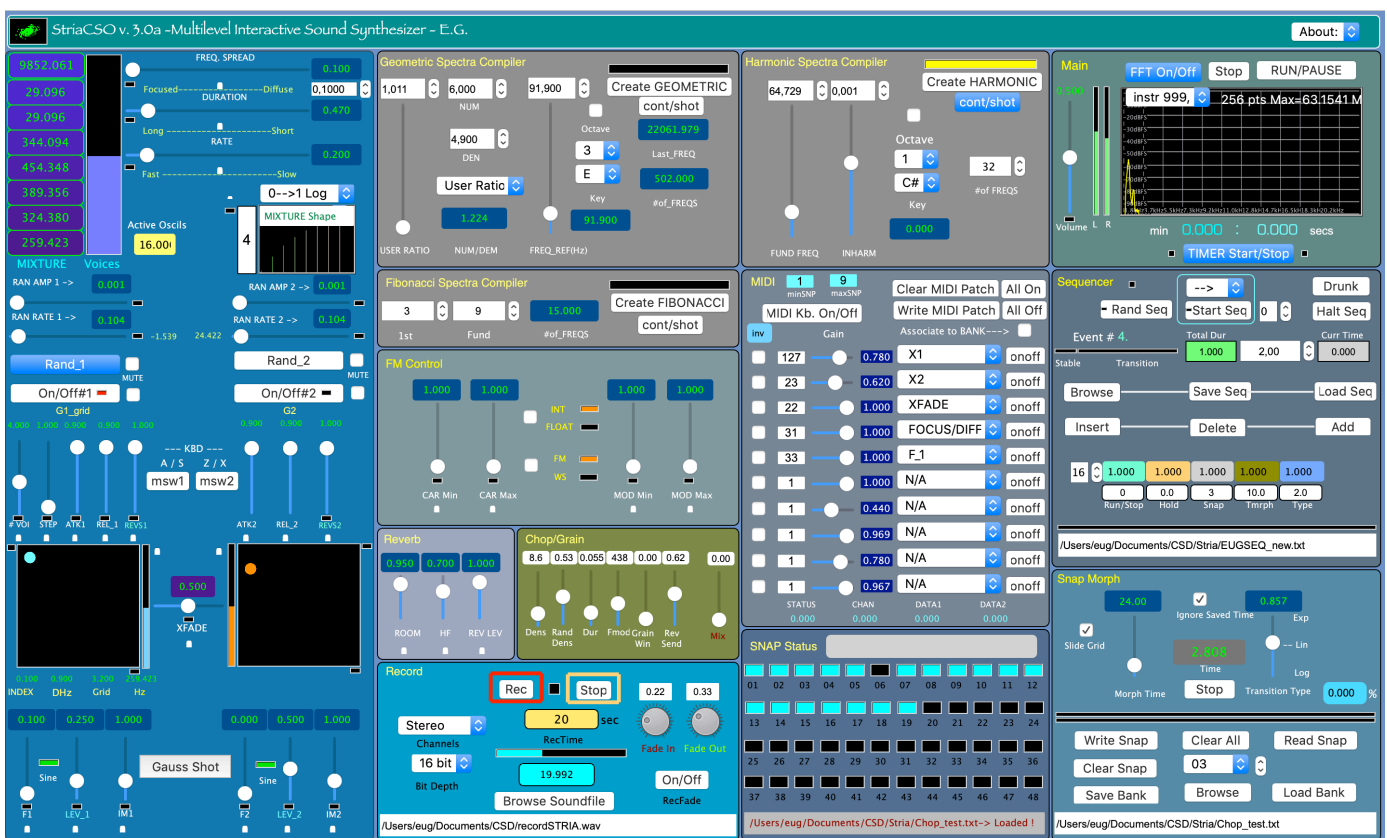 StriaCSO v. 3.0a -Multilevel Interactive Sound Synthesizer - E.G.
About:
9852.061
29.096
29.096
344.094
454.348
389.356
324.380
259.423
MIXTURE Voices
FREQ. SPREAD
0.100
Focused Diffuse 0,1000
DURATION
0.470
Long Short
RATE
0.200
Fast Slow
0-->1 Log
MIXTURE Shape
4
Active Oscils
RAN AMP 1 -> 0.001
RAN AMP 2 -> 0.001
RAN RATE 1 -> 0.104
-1.539 24.422
RAN RATE 2 -> 0.104
Rand_1 MUTE
Rand_2 MUTE
On/Off#1
On/Off#2
G1_grid
G2
4.000 1.000 0.900 0.900 1.000
0.900 0.900 1.000
--- KBD ---
A / S Z / X
msw1 msw2
# VOI STEP ATK1 REL_1 REVS1
ATK2 REL_2 REVS2
0.500
XFADE
0.100 0.900 3.200 259.423
INDEX DHz Grid Hz
0.100 0.250 1.000
0.000 0.500 1.000
Sine
Gauss Shot
Sine
F1 LEV_1 IM1
F2 LEV_2 IM2
Geometric Spectra Compiler
1,011 6,000 91,900
NUM
4,900
DEN
User Ratio
1.224
91.900
USER RATIO NUM/DEM FREQ_REF(Hz)
Create GEOMETRIC
cont/shot
Octave
3
E
Key
22061.979
Last_FREQ
502.000
#of_FREQS
Harmonic Spectra Compiler
64,729 0,001
Create HARMONIC
cont/shot
Octave
1
C#
Key
0.000
32
#of FREQS
FUND FREQ INHARM
Main
FFT On/Off Stop RUN/PAUSE
0.500
instr 999, 256 pts Max=63.1541 M
-20dBFS
-30dBFS
-40dBFS
-50dBFS
Volume L R
min 0.000 : 0.000 secs
TIMER Start/Stop
Fibonacci Spectra Compiler
3 9 15.000
1st Fund #of_FREQS
Create FIBONACCI
cont/shot
FM Control
1.000 1.000 1.000 1.000
INT
FLOAT
FM
WS
CAR Min CAR Max MOD Min MOD Max
Reverb
0.950 0.700 1.000
ROOM HF REV LEV
Chop/Grain
8.6 0.53 0.055 438 0.00 0.62 0.00
Dens Rand Dens Dur Fmod Grain Win Rev Send Mix
Record
Rec Stop 0.22 0.33
Stereo
Channels
16 bit
Bit Depth
20 sec
RecTime
19.992
Fade In Fade Out
On/Off
RecFade
Browse Soundfile
/Users/eug/Documents/CSD/recordSTRIA.wav
MIDI 1 9
minSNP maxSNP
Clear MIDI Patch All On
MIDI Kb. On/Off
Write MIDI Patch All Off
inv Gain Associate to BANK--->
127 0.780 X1 onoff
23 0.620 X2 onoff
22 1.000 XFADE onoff
31 1.000 FOCUS/DIFF onoff
33 1.000 F_1 onoff
1 1.000 N/A onoff
1 0.440 N/A onoff
1 0.969 N/A onoff
1 0.780 N/A onoff
1 0.967 N/A onoff
STATUS CHAN DATA1 DATA2
0.000 0.000 0.000 0.000
SNAP Status
01 02 03 04 05 06 07 08 09 10 11 12
13 14 15 16 17 18 19 20 21 22 23 24
25 26 27 28 29 30 31 32 33 34 35 36
37 38 39 40 41 42 43 44 45 46 47 48
/Users/eug/Documents/CSD/Stria/Chop_test.txt-> Loaded !
Sequencer
--> Drunk
Rand Seq Start Seq 0 Halt Seq
Event # 4.
Total Dur
1.000 2,00
Curr Time
0.000
Stable Transition
Browse Save Seq Load Seq
Insert Delete Add
16 1.000 1.000 1.000 1.000 1.000
0 0.0 3 10.0 2.0
Run/Stop Hold Snap Tmrph Type
/Users/eug/Documents/CSD/Stria/EUGSEQ_new.txt
Snap Morph
24.00
Ignore Saved Time
0.857
Exp
Slide Grid
-- Lin
2.808
Time
Log
Morph Time Stop Transition Type 0.000 %
Write Snap Clear All Read Snap
Clear Snap 03
Save Bank Browse Load Bank
/Users/eug/Documents/CSD/Stria/Chop_test.txt